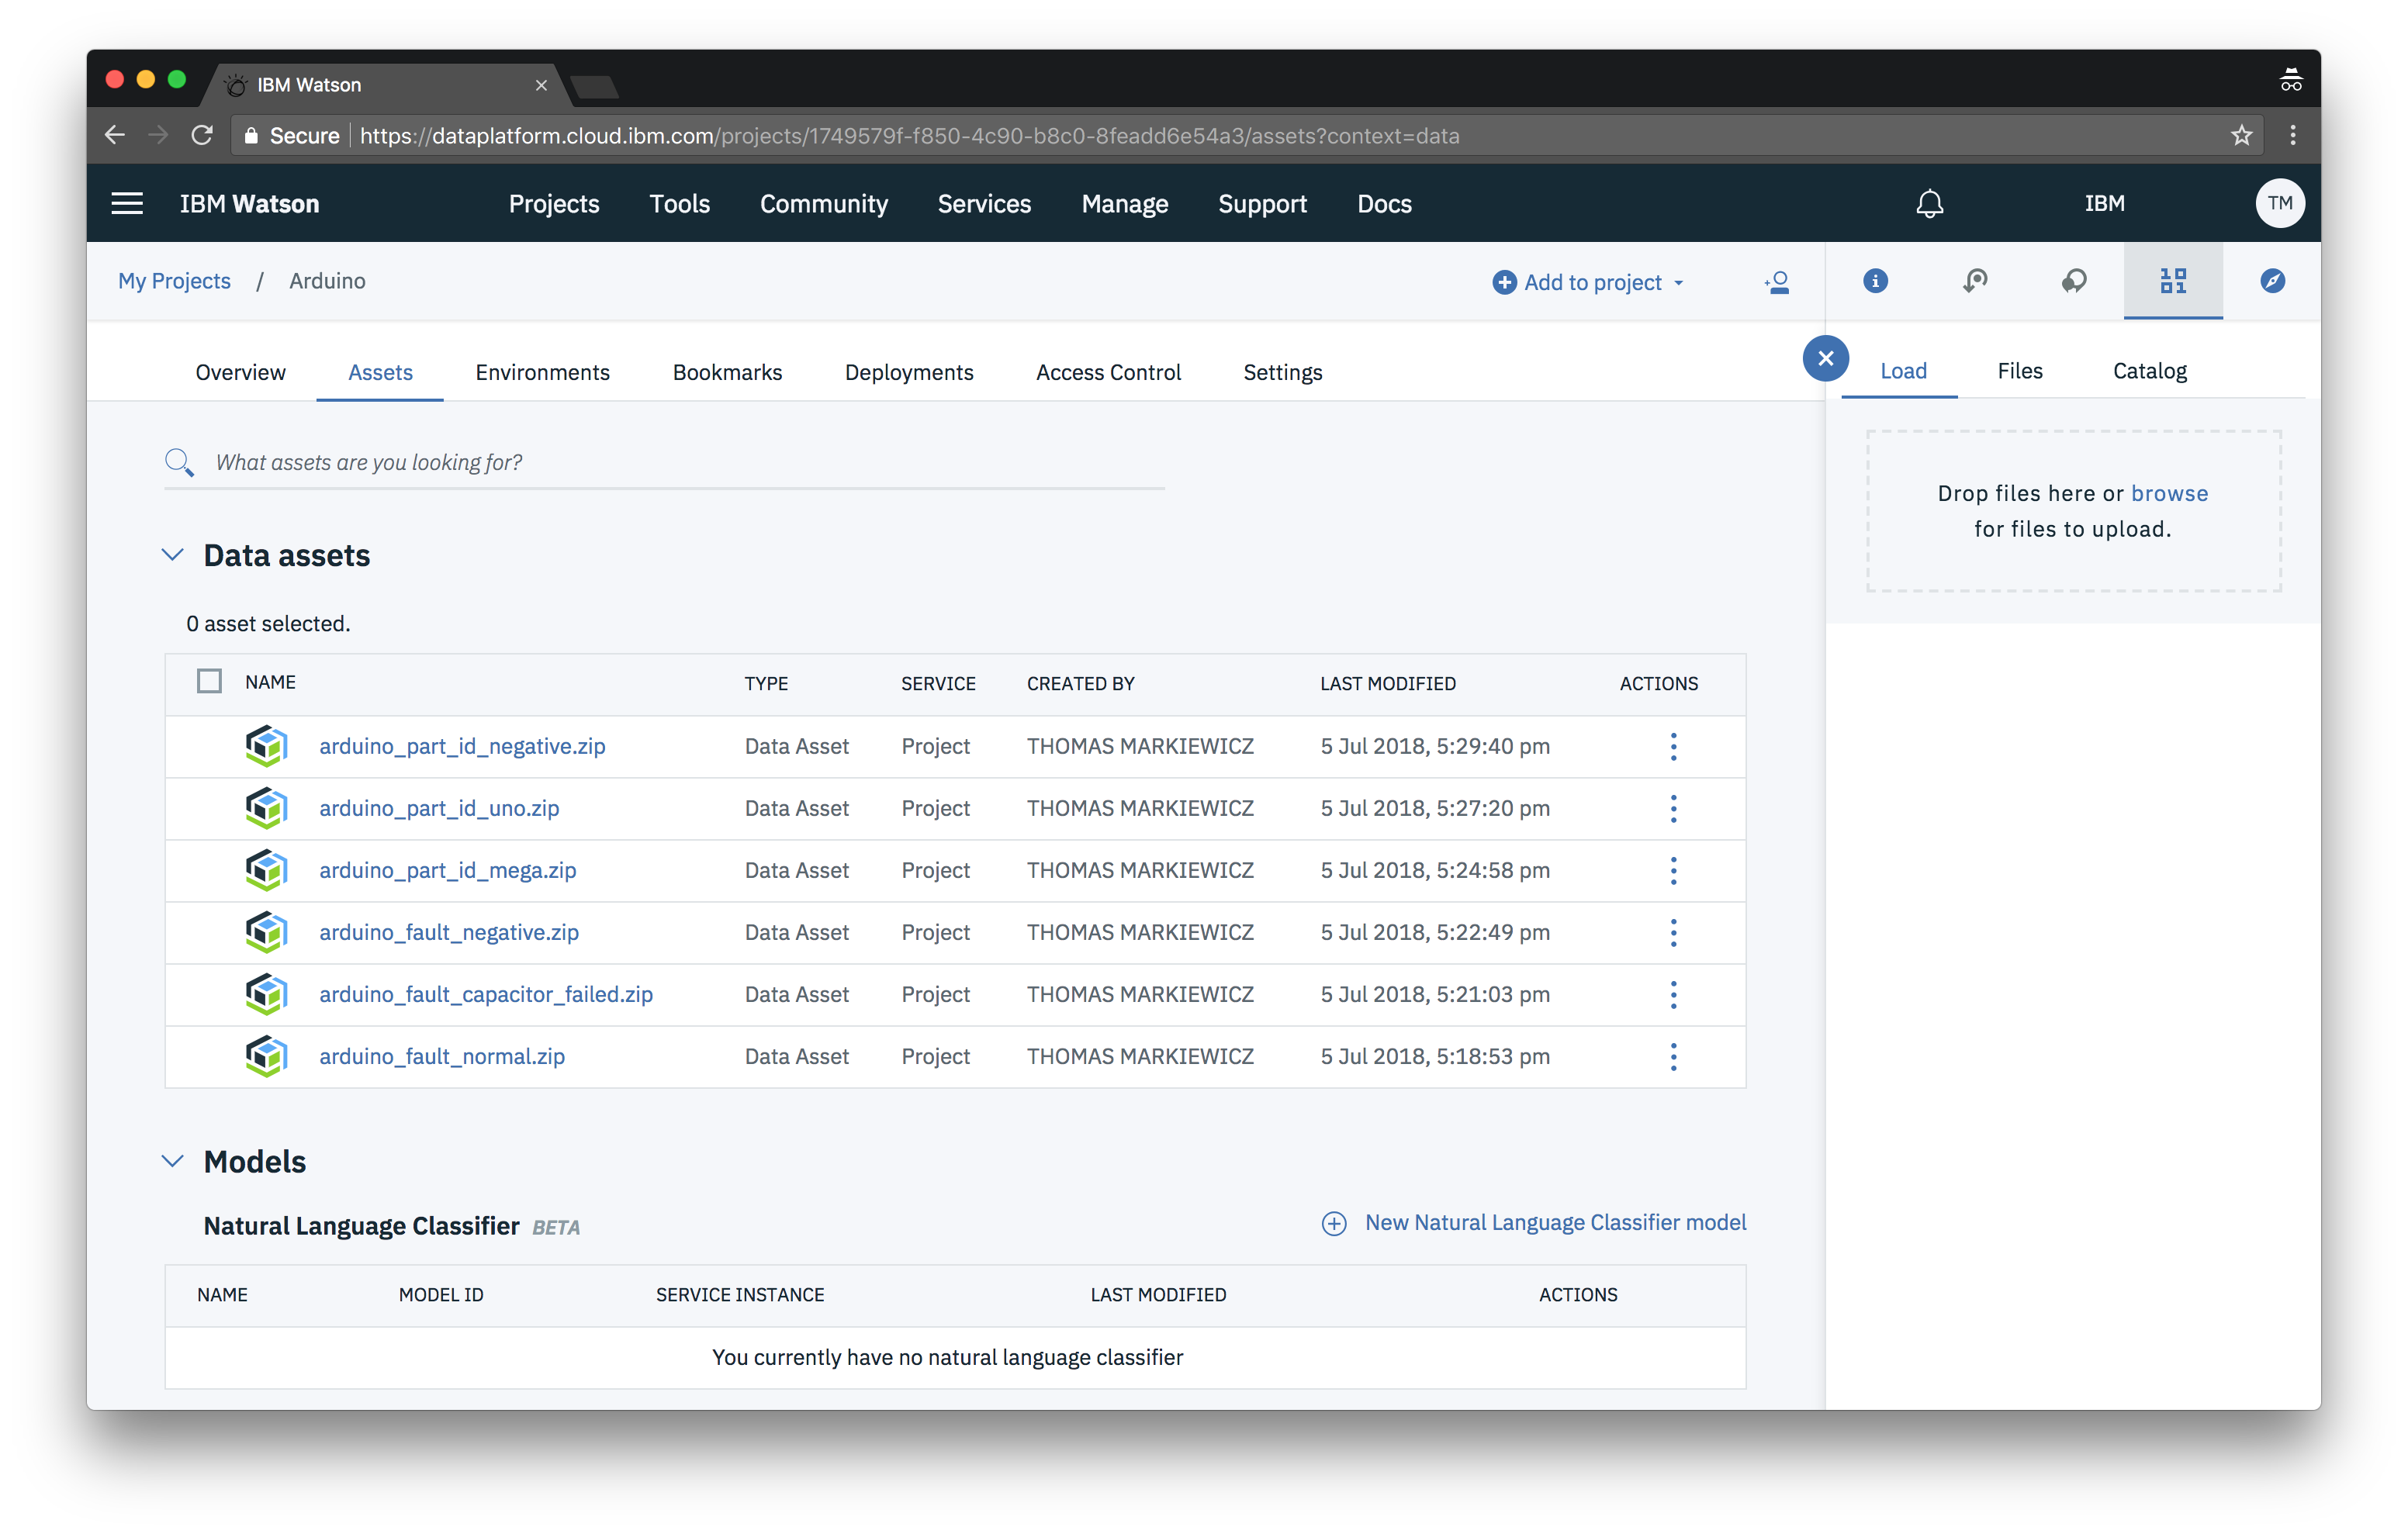 IBM Watson
Secure https://dataplatform.cloud.ibm.com/projects/1749579f-f850-4c90-b8c0-8feadd6e54a3/assets?context=data
IBM Watson Projects Tools Community Services Manage Support Docs IBM TM
My Projects / Arduino Add to project
Overview Assets Environments Bookmarks Deployments Access Control Settings
Load Files Catalog
What assets are you looking for?
Drop files here or browse
for files to upload.
Data assets
0 asset selected.
NAME TYPE SERVICE CREATED BY LAST MODIFIED ACTIONS
arduino_part_id_negative.zip Data Asset Project THOMAS MARKIEWICZ 5 Jul 2018, 5:29:40 pm
arduino_part_id_uno.zip Data Asset Project THOMAS MARKIEWICZ 5 Jul 2018, 5:27:20 pm
arduino_part_id_mega.zip Data Asset Project THOMAS MARKIEWICZ 5 Jul 2018, 5:24:58 pm
arduino_fault_negative.zip Data Asset Project THOMAS MARKIEWICZ 5 Jul 2018, 5:22:49 pm
arduino_fault_capacitor_failed.zip Data Asset Project THOMAS MARKIEWICZ 5 Jul 2018, 5:21:03 pm
arduino_fault_normal.zip Data Asset Project THOMAS MARKIEWICZ 5 Jul 2018, 5:18:53 pm
Models
Natural Language Classifier BETA New Natural Language Classifier model
NAME MODEL ID SERVICE INSTANCE LAST MODIFIED ACTIONS
You currently have no natural language classifier